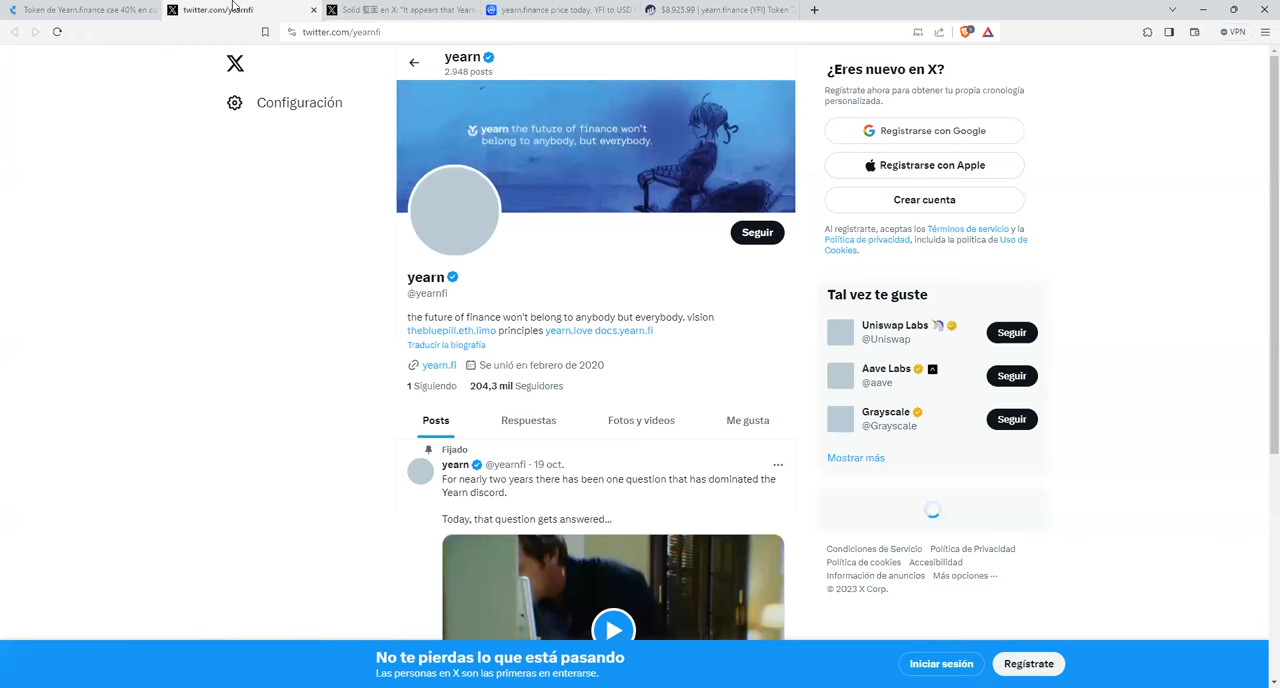 Token de Yearn.finance cae 40% en cu
twitter.com/yearnfi
Solid 堅固 en X: "It appears that Yearn
yearn.finance price today, YFI to USD
$8,925.99 | yearn.finance (YFI) Token
twitter.com/yearnfi
VPN
Configuración
yearn
2.948 posts
yearn the future of finance won't
belong to anybody, but everybody.
Seguir
yearn
@yearnfi
the future of finance won't belong to anybody but everybody. vision
thebluepill.eth.limo principles yearn.love docs.yearn.fi
Traducir la biografía
yearn.fi Se unió en febrero de 2020
1 Siguiendo 204,3 mil Seguidores
Posts Respuestas Fotos y videos Me gusta
Fijado
yearn @yearnfi · 19 oct.
For nearly two years there has been one question that has dominated the
Yearn discord.
Today, that question gets answered...
¿Eres nuevo en X?
Regístrate ahora para obtener tu propia cronología
personalizada.
Registrarse con Google
Registrarse con Apple
Crear cuenta
Al registrarte, aceptas los Términos de servicio y la
Política de privacidad, incluida la política de Uso de
Cookies.
Tal vez te guste
Uniswap Labs
@Uniswap
Seguir
Aave Labs
@aave
Seguir
Grayscale
@Grayscale
Seguir
Mostrar más
Condiciones de Servicio Política de Privacidad
Política de cookies Accesibilidad
Información de anuncios Más opciones ···
© 2023 X Corp.
No te pierdas lo que está pasando
Las personas en X son las primeras en enterarse.
Iniciar sesión
Regístrate